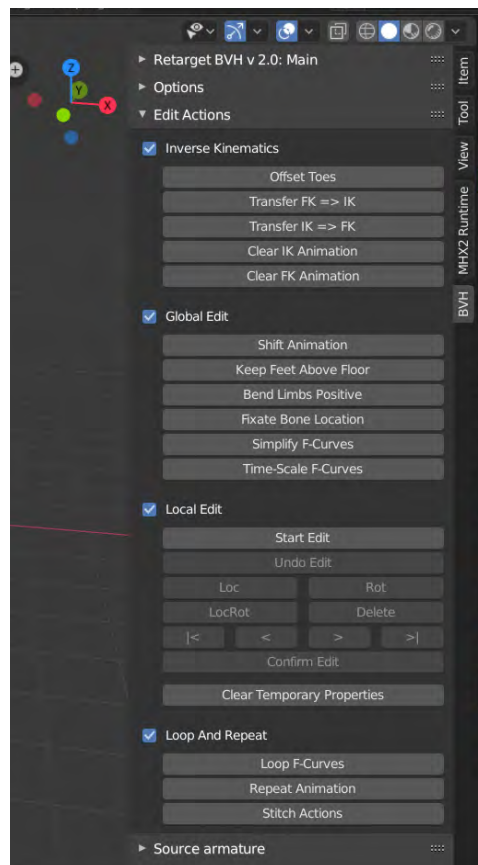 Retarget BVH v 2.0: Main
Options
Edit Actions
Inverse Kinematics
Offset Toes
Transfer FK => IK
Transfer IK => FK
Clear IK Animation
Clear FK Animation
Global Edit
Shift Animation
Keep Feet Above Floor
Bend Limbs Positive
Fixate Bone Location
Simplify F-Curves
Time-Scale F-Curves
Local Edit
Start Edit
Undo Edit
Loc Rot
LocRot Delete
|< < > >|
Confirm Edit
Clear Temporary Properties
Loop And Repeat
Loop F-Curves
Repeat Animation
Stitch Actions
Source armature
Item
Tool
View
MHX2 Runtime
BVH
Z
Y
X